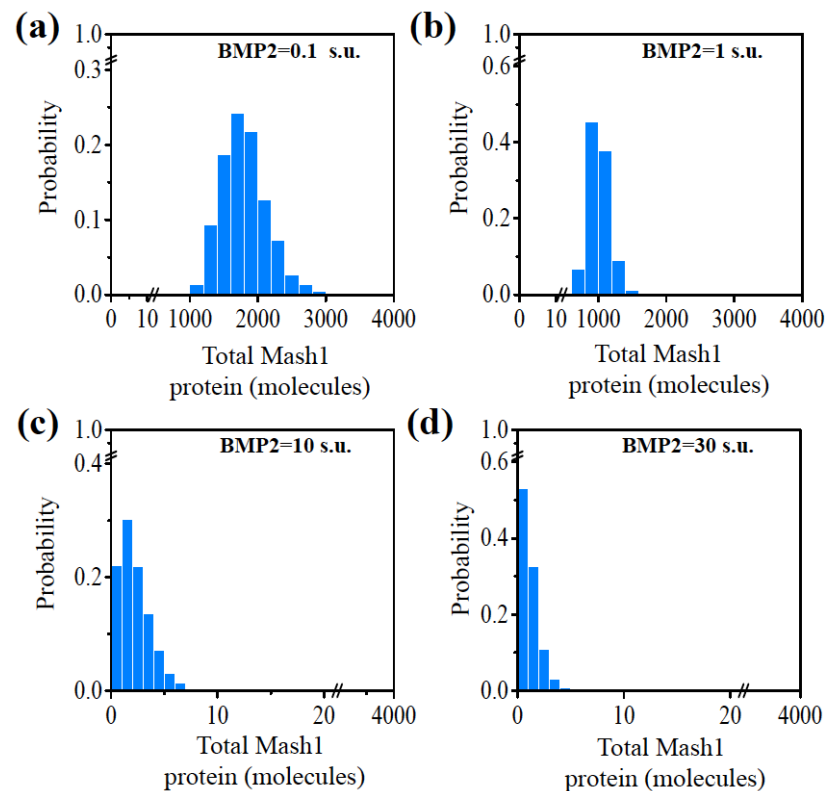 (a)
BMP2=0.1 s.u.
1.0
0.3
0.2
0.1
0.0
Probability
0 10 1000 2000 3000 4000
Total Mash1
protein (molecules)
(b)
BMP2=1 s.u.
1.0
0.6
0.4
0.2
0.0
Probability
0 10 1000 2000 3000 4000
Total Mash1
protein (molecules)
(c)
BMP2=10 s.u.
1.0
0.4
0.2
0.0
Probability
0 10 20 4000
Total Mash1
protein (molecules)
(d)
BMP2=30 s.u.
1.0
0.6
0.4
0.2
0.0
Probability
0 10 20 4000
Total Mash1
protein (molecules)